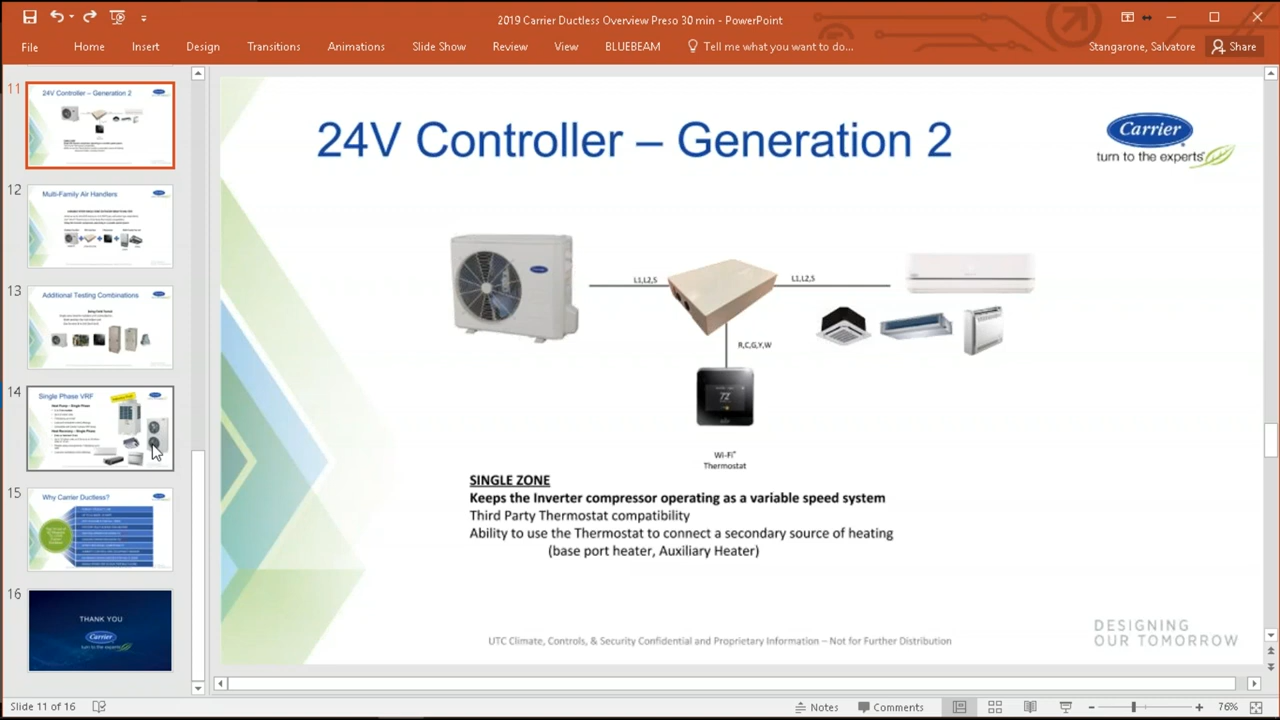 2019 Carrier Ductless Overview Preso 30 min - PowerPoint
File Home Insert Design Transitions Animations Slide Show Review View BLUEBEAM Tell me what you want to do... Stangarone, Salvatore Share
11
24V Controller – Generation 2
12
Multi-Family Air Handlers
13
Additional Testing Combinations
14
Single Phase VRF
15
Why Carrier Ductless?
16
THANK YOU
Carrier
turn to the experts
24V Controller – Generation 2
Carrier
turn to the experts
L1,L2,S
L1,L2,S
R,C,G,Y,W
72
Wi-Fi®
Thermostat
SINGLE ZONE
Keeps the Inverter compressor operating as a variable speed system
Third Party Thermostat compatibility
Ability to use the Thermostat to connect a secondary source of heating
(base port heater, Auxiliary Heater)
UTC Climate, Controls, & Security Confidential and Proprietary Information – Not for Further Distribution
DESIGNING
OUR TOMORROW
Slide 11 of 16 Notes Comments 76%